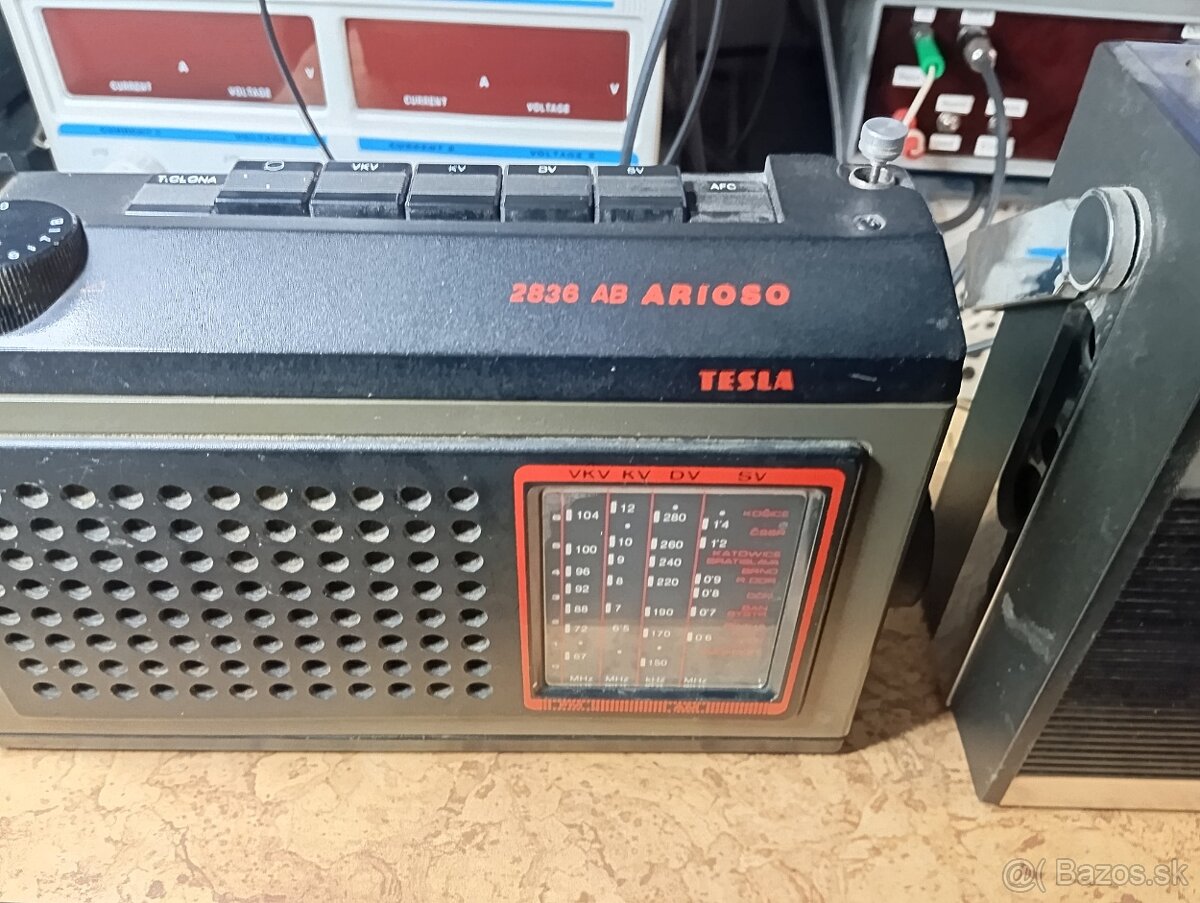 A V A V
CURRENT VOLTAGE CURRENT VOLTAGE
VOLTAGE
T.CLONA VKV KV DV SV AFC
2836 AB ARIOSO
TESLA
VKV KV DV SV
104 12 280 1'4 KOŠICE
ČSSR
100 10 260 1'2 KATOWICE
BRATISLAVA
96 9 240 BRNO
92 8 220 0'9 R.DDR
0'8
88 7 190 0'7 BAN
BYSTR
72 6'5 170 0'6
67 150
MHz MHz kHz MHz
@ Bazos.sk